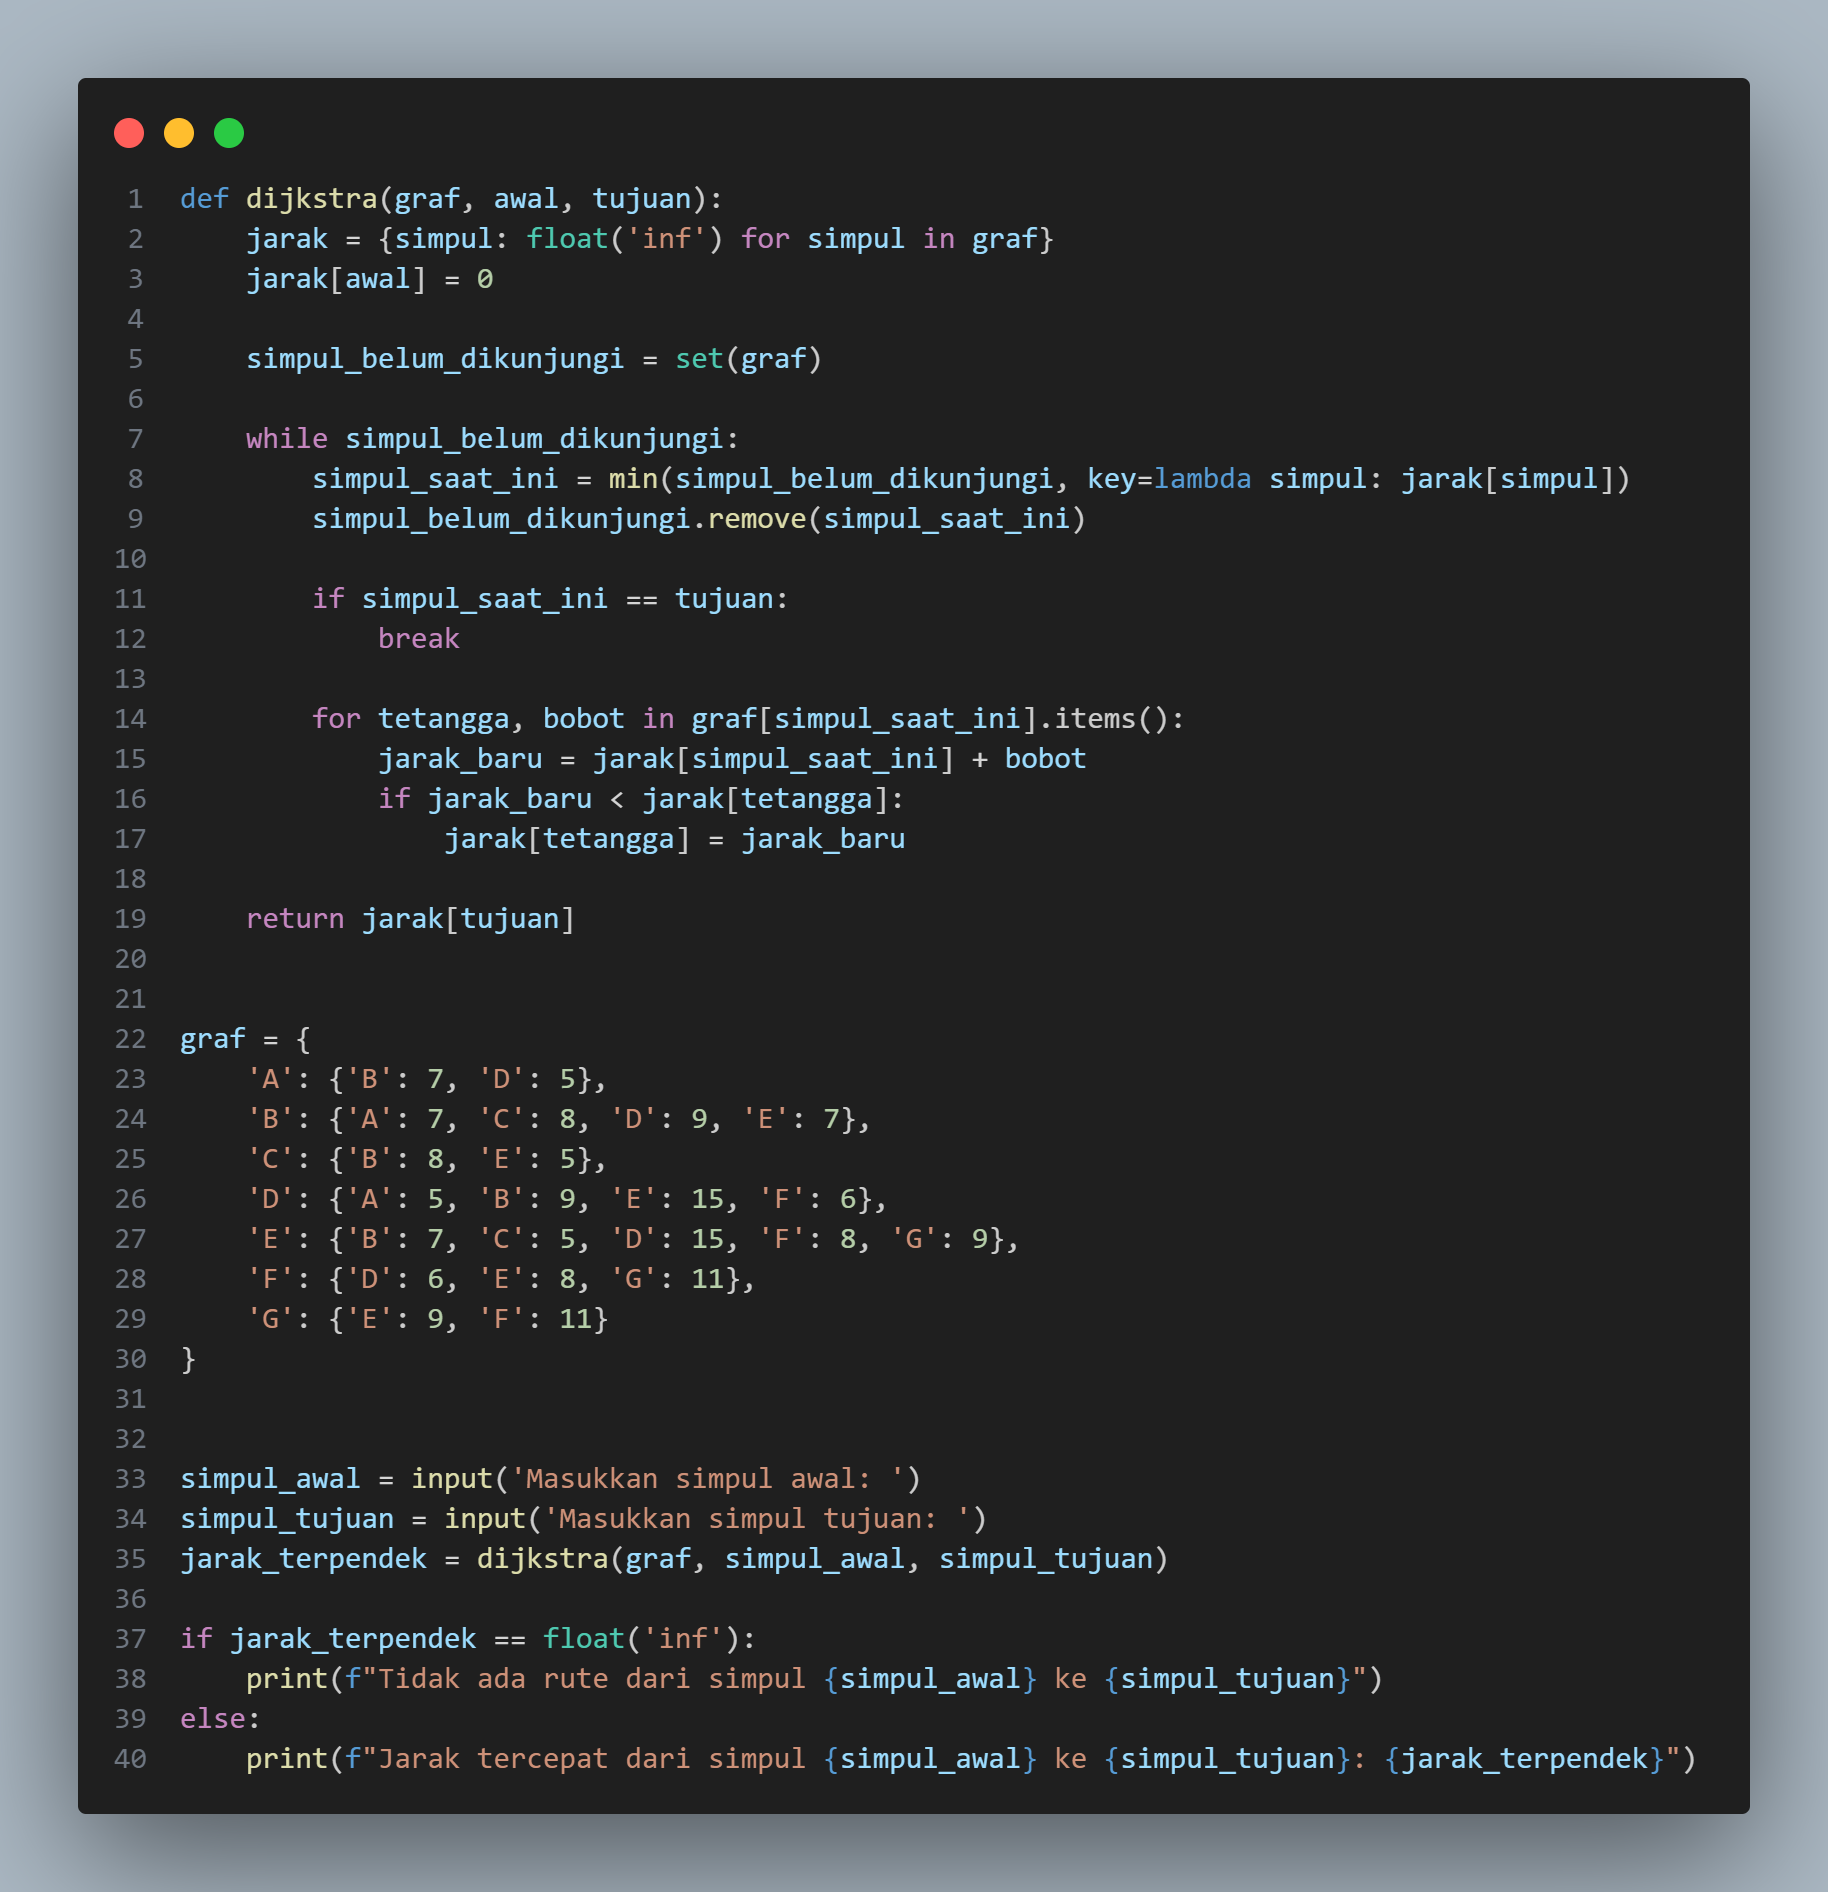 1 def dijkstra(graf, awal, tujuan):
2     jarak = {simpul: float('inf') for simpul in graf}
3     jarak[awal] = 0
4
5     simpul_belum_dikunjungi = set(graf)
6
7     while simpul_belum_dikunjungi:
8         simpul_saat_ini = min(simpul_belum_dikunjungi, key=lambda simpul: jarak[simpul])
9         simpul_belum_dikunjungi.remove(simpul_saat_ini)
10
11         if simpul_saat_ini == tujuan:
12             break
13
14         for tetangga, bobot in graf[simpul_saat_ini].items():
15             jarak_baru = jarak[simpul_saat_ini] + bobot
16             if jarak_baru < jarak[tetangga]:
17                 jarak[tetangga] = jarak_baru
18
19     return jarak[tujuan]
20
21
22 graf = {
23     'A': {'B': 7, 'D': 5},
24     'B': {'A': 7, 'C': 8, 'D': 9, 'E': 7},
25     'C': {'B': 8, 'E': 5},
26     'D': {'A': 5, 'B': 9, 'E': 15, 'F': 6},
27     'E': {'B': 7, 'C': 5, 'D': 15, 'F': 8, 'G': 9},
28     'F': {'D': 6, 'E': 8, 'G': 11},
29     'G': {'E': 9, 'F': 11}
30 }
31
32
33 simpul_awal = input('Masukkan simpul awal: ')
34 simpul_tujuan = input('Masukkan simpul tujuan: ')
35 jarak_terpendek = dijkstra(graf, simpul_awal, simpul_tujuan)
36
37 if jarak_terpendek == float('inf'):
38     print(f"Tidak ada rute dari simpul {simpul_awal} ke {simpul_tujuan}")
39 else:
40     print(f"Jarak tercepat dari simpul {simpul_awal} ke {simpul_tujuan}: {jarak_terpendek}")